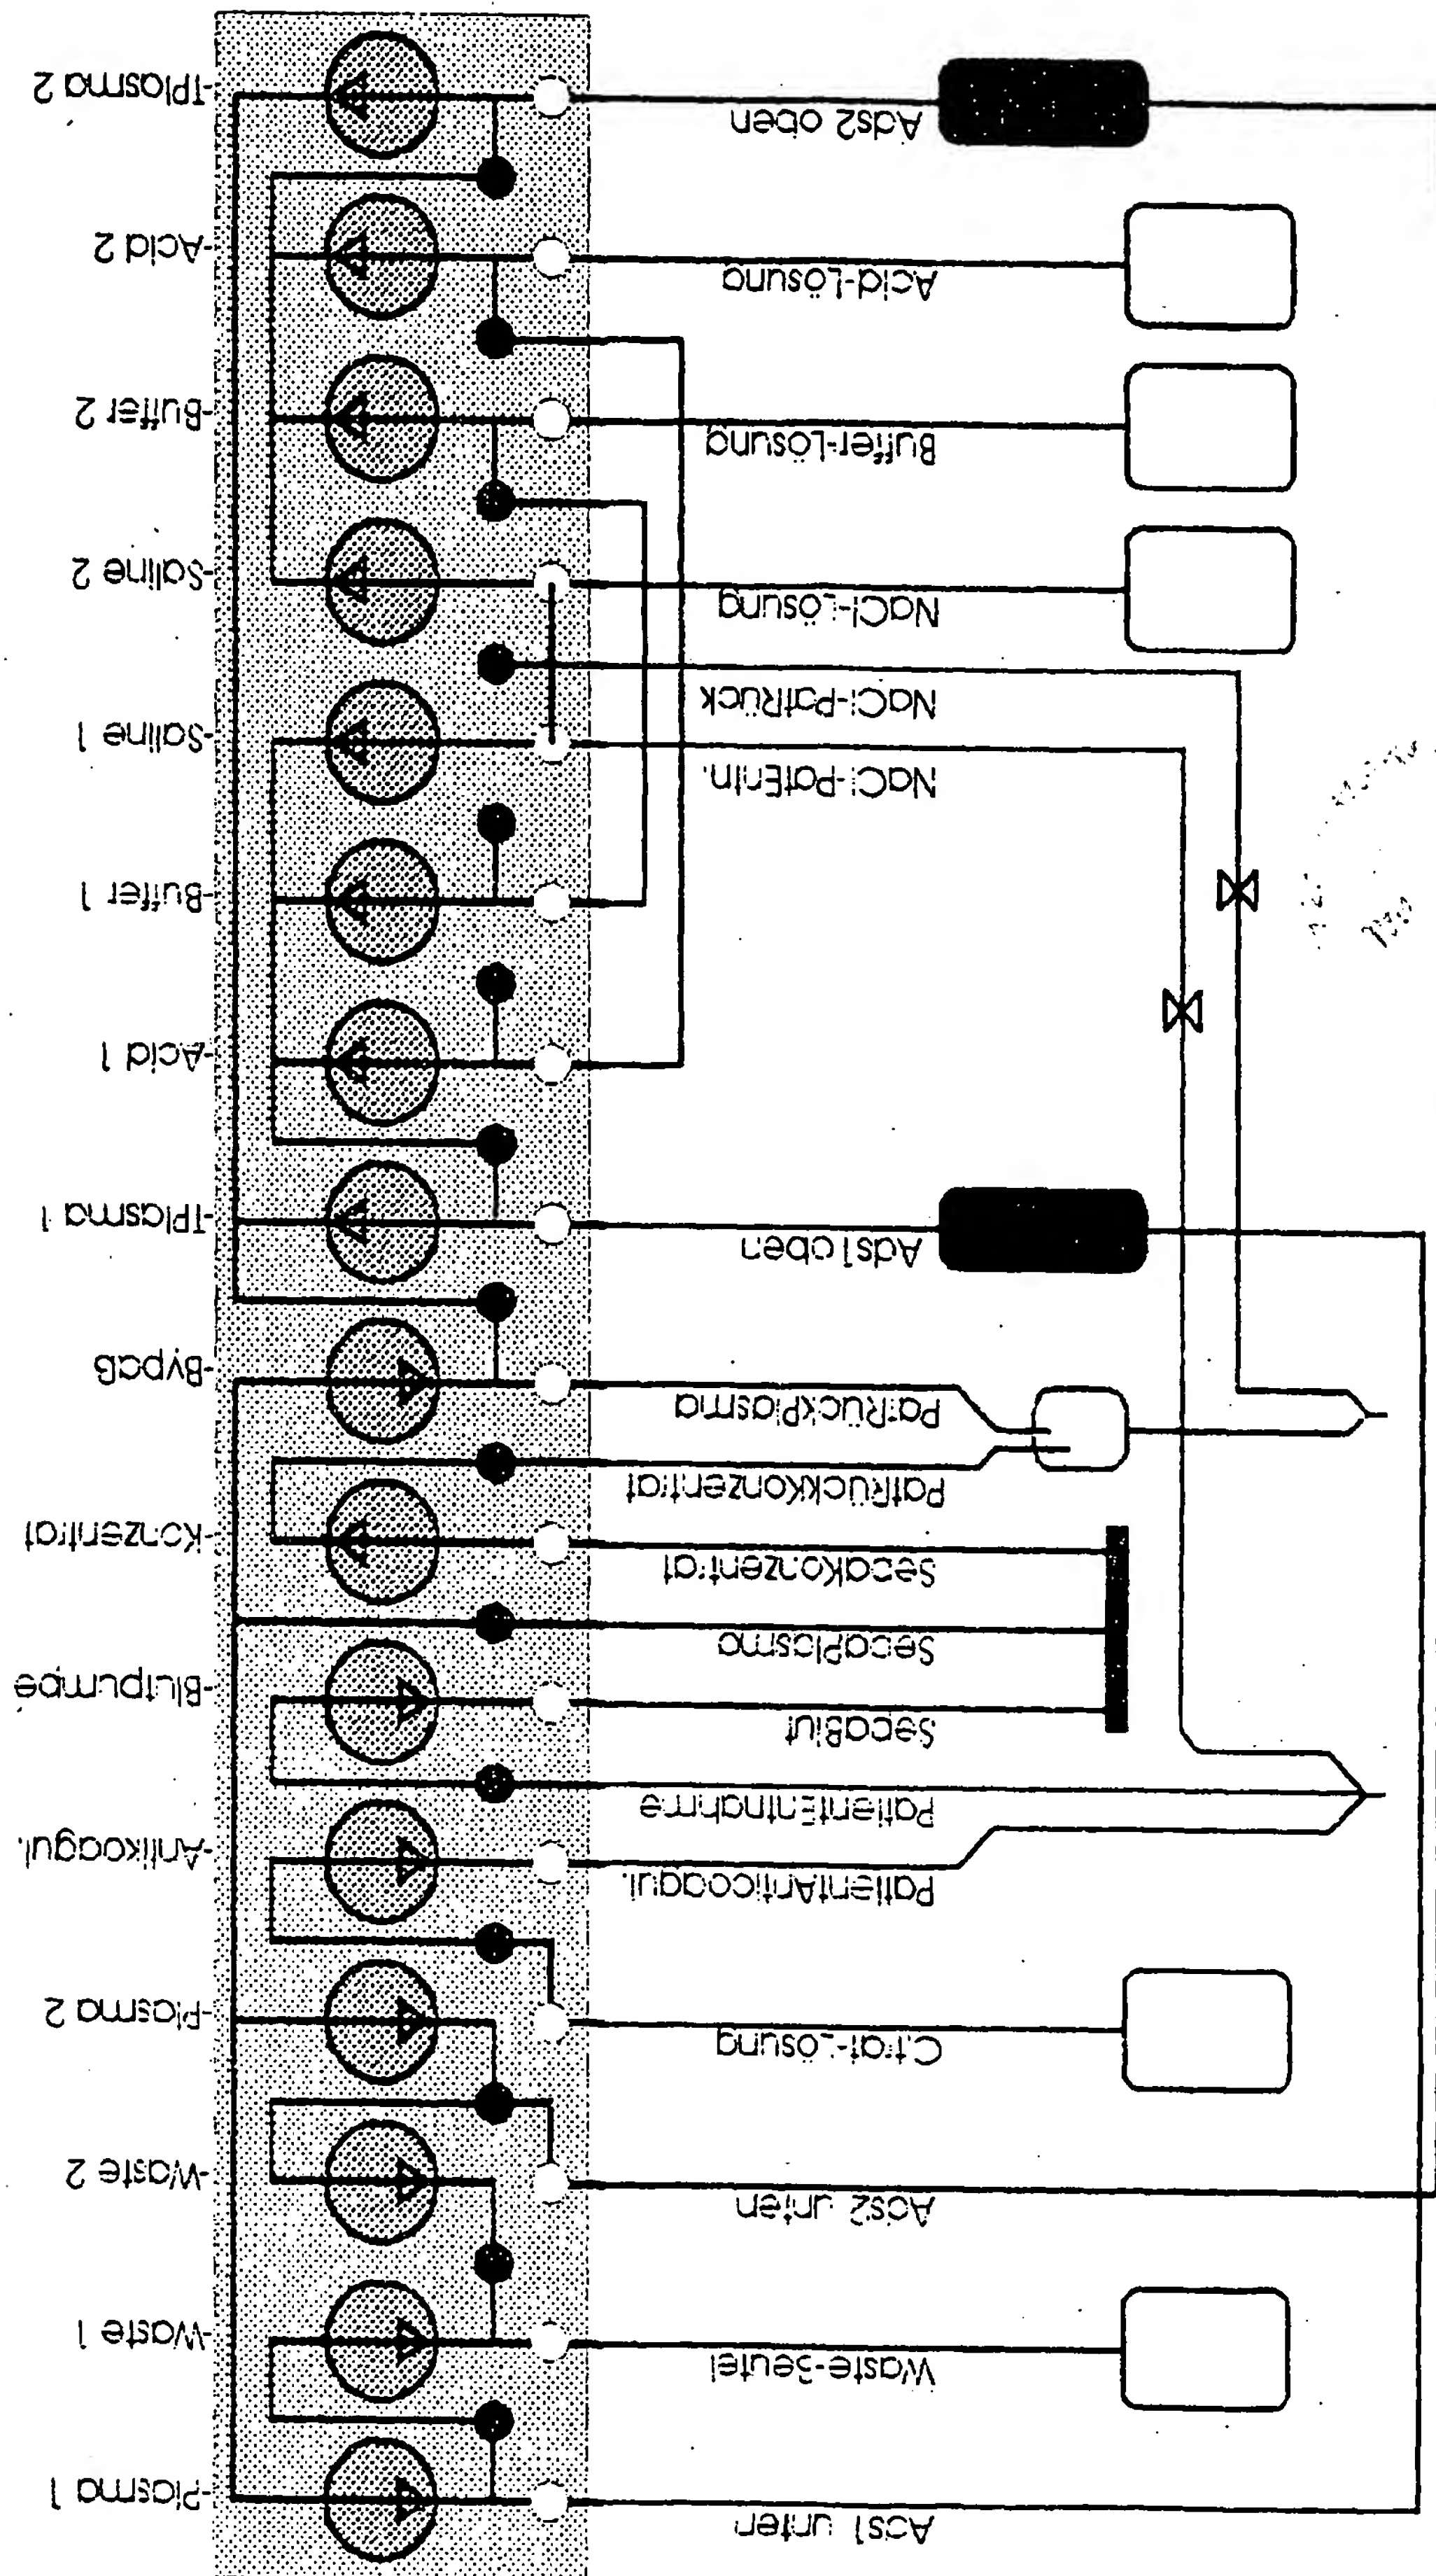 Ads1 unten
Plasma 1
Waste-Beutel
Waste 1
Ads2 unten
Waste 2
Citrat-Lösung
Plasma 2
PatientAnticoagul.
Antikoagul.
PatientEntnahme
SepaBlut
Blutpumpe
SepaPlasma
SepaKonzentrat
Konzentrat
PatRückKonzentrat
PatRückPlasma
Bypaß
Ads1 oben
TPlasma 1
Acid 1
Buffer 1
NaCl-PatEntn.
Saline 1
NaCl-PatRück
NaCl-Lösung
Saline 2
Buffer-Lösung
Buffer 2
Acid-Lösung
Acid 2
Ads2 oben
TPlasma 2